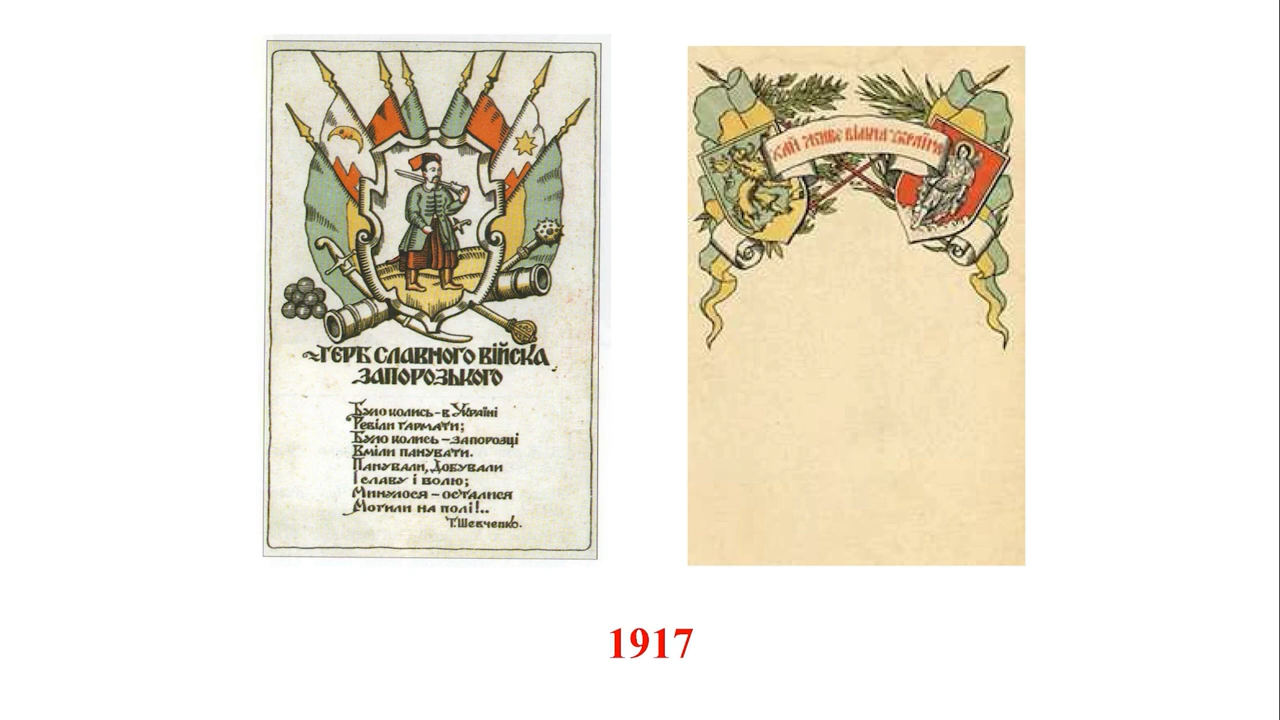 ГЕРБ СЛАВНОГО ВІЙСКА
ЗАПОРОЗЬКОГО
Було колись – в Україні
Ревіли гармати;
Було колись – запорозці
Вміли панувати.
Панували, добували
І славу і волю;
Минулося – осталися
Могили на полі!..
Т. Шевченко.
ХАЙ ЖИВЕ ВІЛЬНА УКРАЇНА
1917